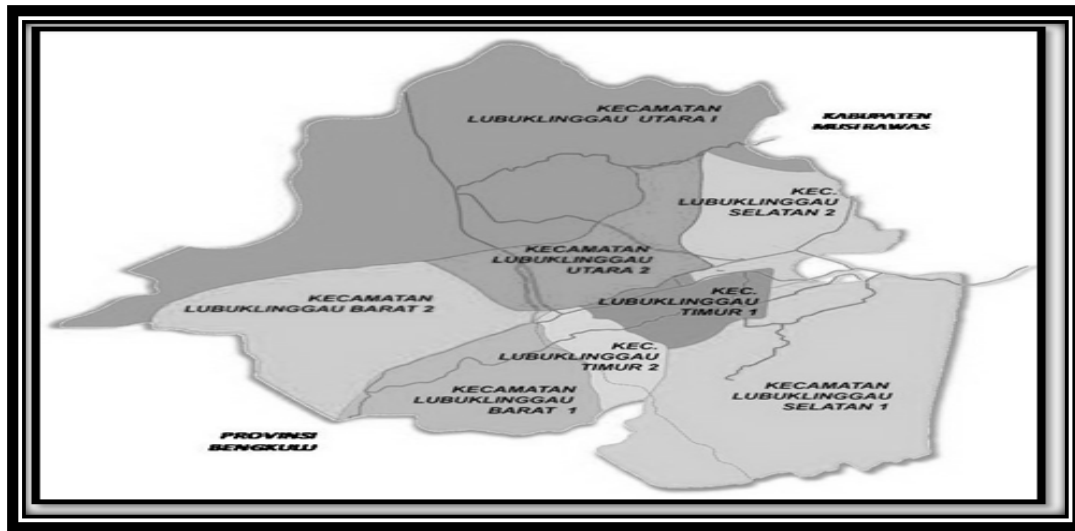 KECAMATAN
LUBUKLINGGAU UTARA I
KABUPATEN
MUSI RAWAS
KEC.
LUBUKLINGGAU
SELATAN 2
KECAMATAN
LUBUKLINGGAU
UTARA 2
KECAMATAN
LUBUKLINGGAU BARAT 2
KEC.
LUBUKLINGGAU
TIMUR 1
KEC.
LUBUKLINGGAU
TIMUR 2
KECAMATAN
LUBUKLINGGAU
BARAT 1
KECAMATAN
LUBUKLINGGAU
SELATAN 1
PROVINSI
BENGKULU